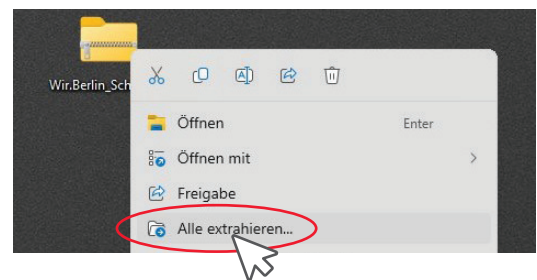 Wir.Berlin_Sch
Öffnen Enter
Öffnen mit
Freigabe
Alle extrahieren...